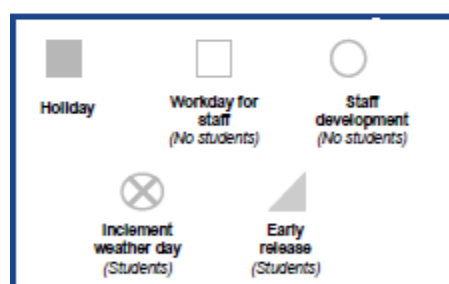 Holiday
Workday for
staff
(No students)
Staff
development
(No students)
Inclement
weather day
(Students)
Early
release
(Students)